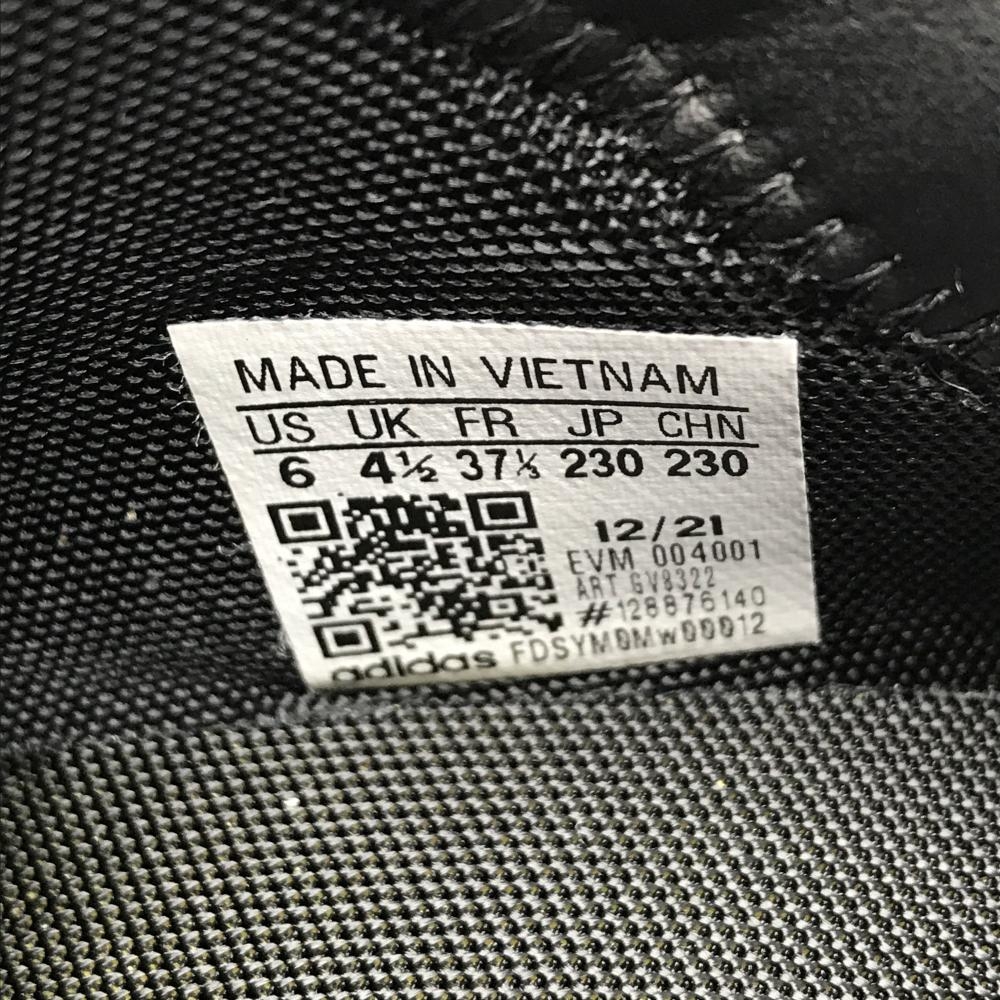 MADE IN VIETNAM
US UK FR JP CHN
6 4½ 37⅓ 230 230
12/21
EVM 004001
ART GV8322
#128876140
adidas FDSYM0Mw00012